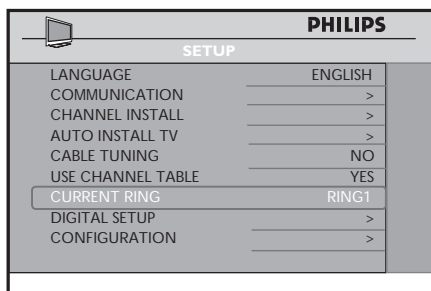 PHILIPS
SETUP
LANGUAGE ENGLISH
COMMUNICATION >
CHANNEL INSTALL >
AUTO INSTALL TV >
CABLE TUNING NO
USE CHANNEL TABLE YES
CURRENT RING RING1
DIGITAL SETUP >
CONFIGURATION >